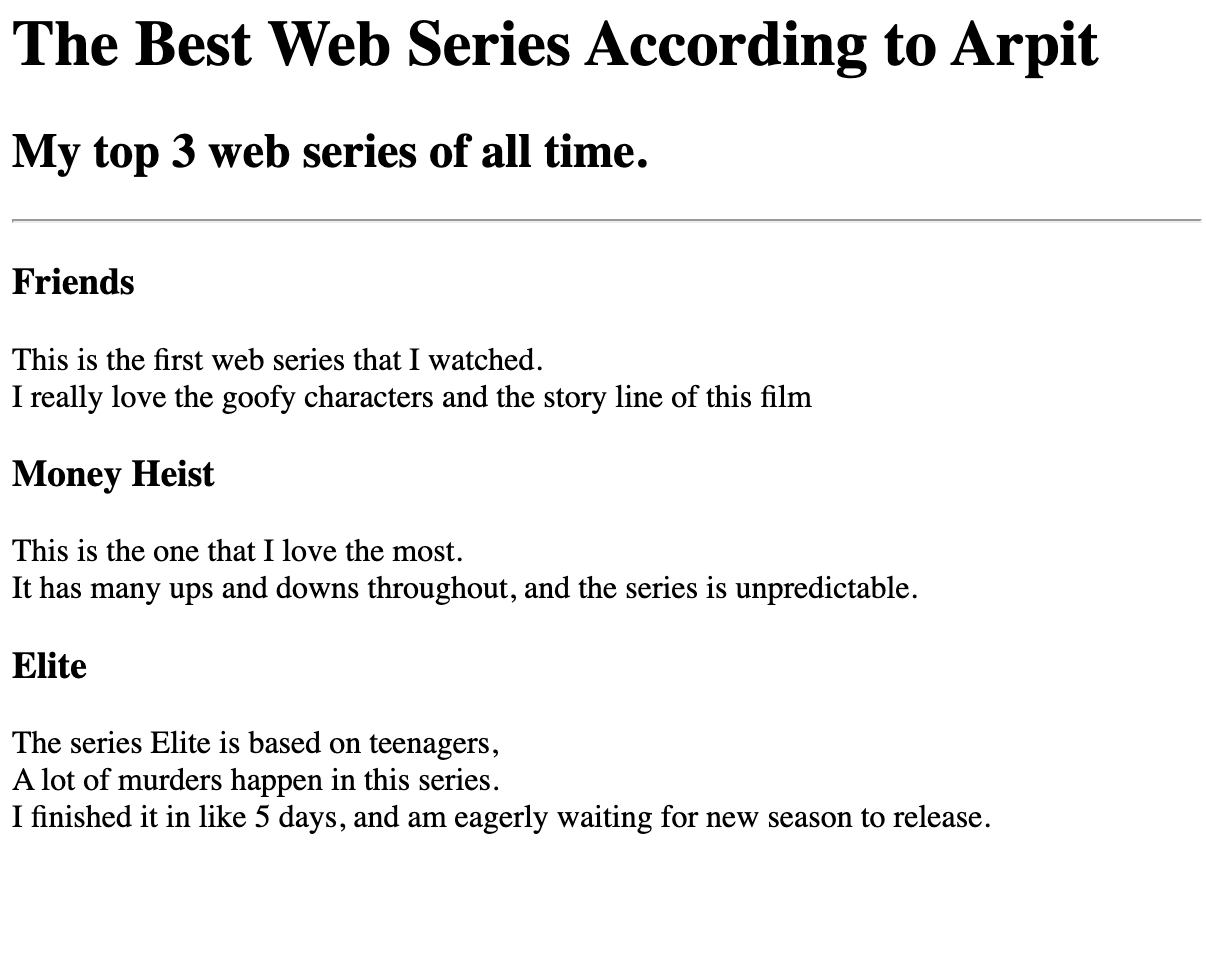 The Best Web Series According to Arpit
My top 3 web series of all time.
Friends
This is the first web series that I watched.
I really love the goofy characters and the story line of this film
Money Heist
This is the one that I love the most.
It has many ups and downs throughout, and the series is unpredictable.
Elite
The series Elite is based on teenagers,
A lot of murders happen in this series.
I finished it in like 5 days, and am eagerly waiting for new season to release.